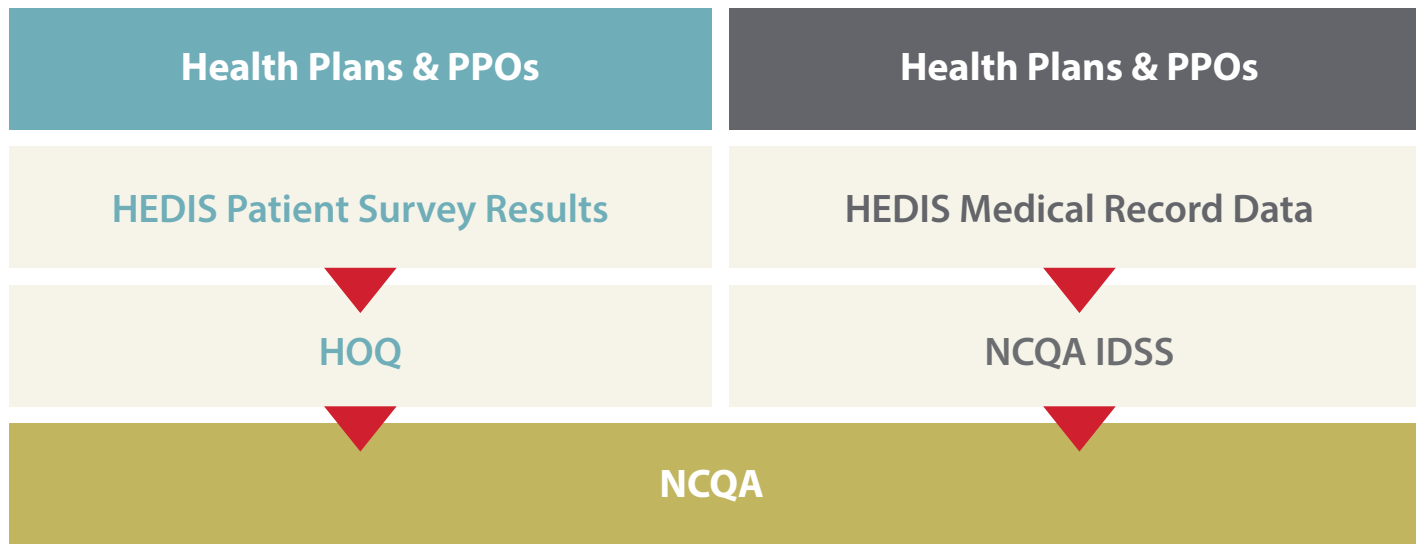 Health Plans & PPOs
Health Plans & PPOs
HEDIS Patient Survey Results
HEDIS Medical Record Data
HOQ
NCQA IDSS
NCQA